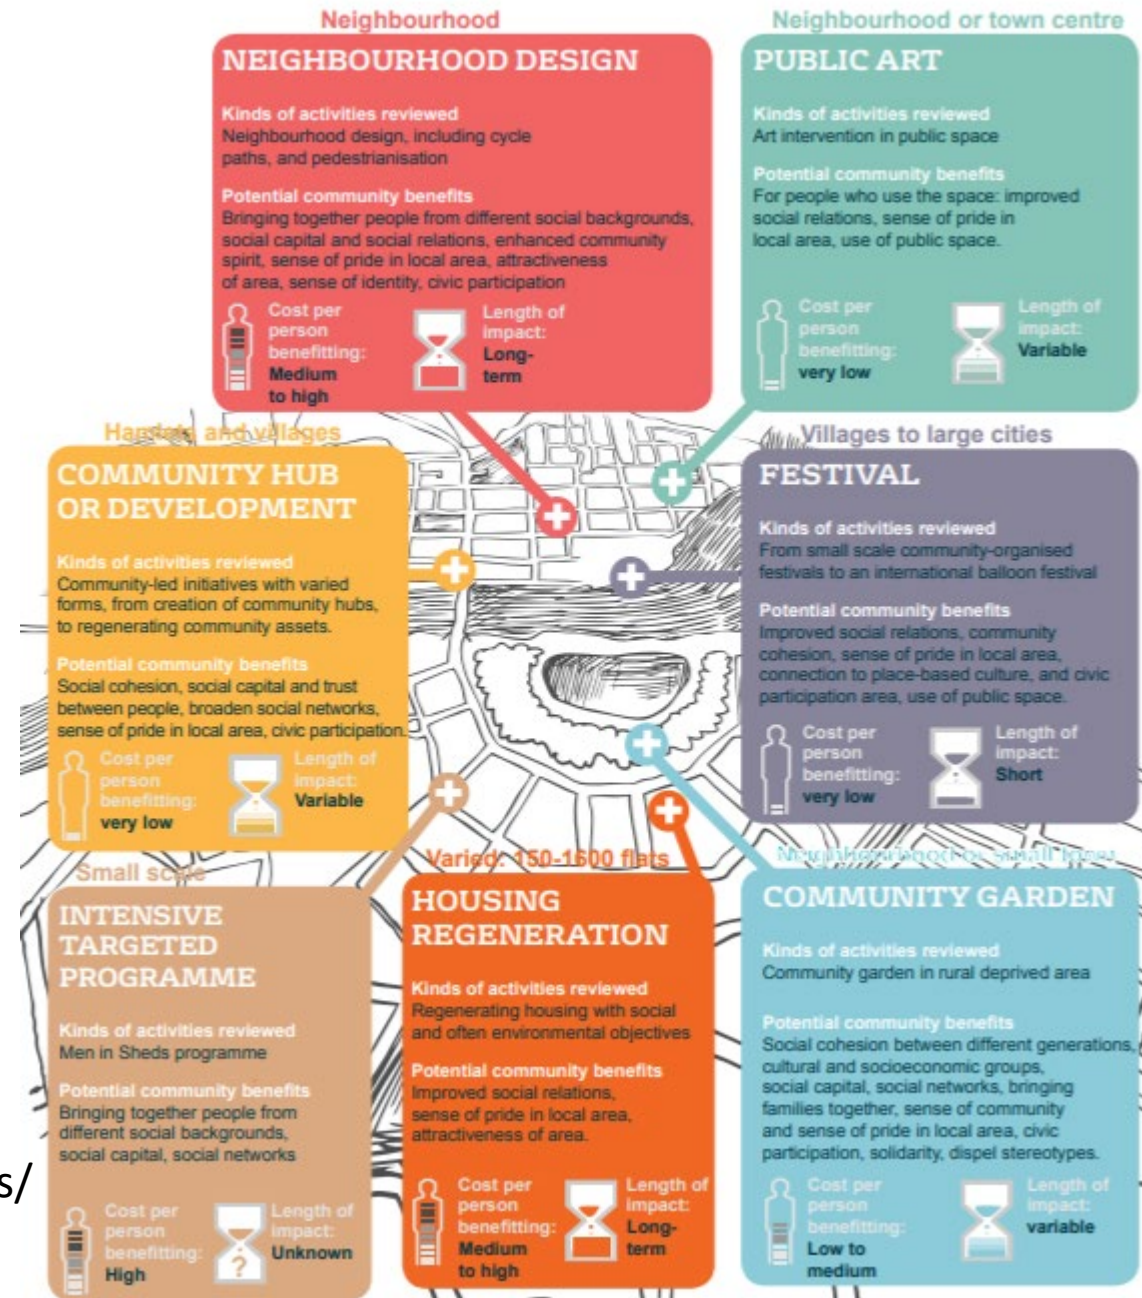 Neighbourhood
NEIGHBOURHOOD DESIGN
Kinds of activities reviewed
Neighbourhood design, including cycle
paths, and pedestrianisation
Potential community benefits
Bringing together people from different social backgrounds,
social capital and social relations, enhanced community
spirit, sense of pride in local area, attractiveness
of area, sense of identity, civic participation
Cost per
person
benefitting:
Medium
to high
Length of
impact:
Long-
term
Neighbourhood or town centre
PUBLIC ART
Kinds of activities reviewed
Art intervention in public space
Potential community benefits
For people who use the space: improved
social relations, sense of pride in
local area, use of public space.
Cost per
person
benefitting:
very low
Length of
impact:
Variable
Hamlets and villages
COMMUNITY HUB
OR DEVELOPMENT
Kinds of activities reviewed
Community-led initiatives with varied
forms, from creation of community hubs,
to regenerating community assets.
Potential community benefits
Social cohesion, social capital and trust
between people, broaden social networks,
sense of pride in local area, civic participation.
Cost per
person
benefitting:
very low
Length of
impact:
Variable
Villages to large cities
FESTIVAL
Kinds of activities reviewed
From small scale community-organised
festivals to an international balloon festival
Potential community benefits
Improved social relations, community
cohesion, sense of pride in local area,
connection to place-based culture, and civic
participation area, use of public space.
Cost per
person
benefitting:
very low
Length of
impact:
Short
Small scale
INTENSIVE
TARGETED
PROGRAMME
Kinds of activities reviewed
Men in Sheds programme
Potential community benefits
Bringing together people from
different social backgrounds,
social capital, social networks
Cost per
person
benefitting:
High
Length of
impact:
Unknown
?
s/
Varied: 150-1600 flats
HOUSING
REGENERATION
Kinds of activities reviewed
Regenerating housing with social
and often environmental objectives
Potential community benefits
Improved social relations,
sense of pride in local area,
attractiveness of area.
Cost per
person
benefitting:
Medium
to high
Length of
impact:
Long-
term
Neighbourhood or small town
COMMUNITY GARDEN
Kinds of activities reviewed
Community garden in rural deprived area
Potential community benefits
Social cohesion between different generations,
cultural and socioeconomic groups,
social capital, social networks, bringing
families together, sense of community
and sense of pride in local area, civic
participation, solidarity, dispel stereotypes.
Cost per
person
benefitting:
Low to
medium
Length of
impact:
variable